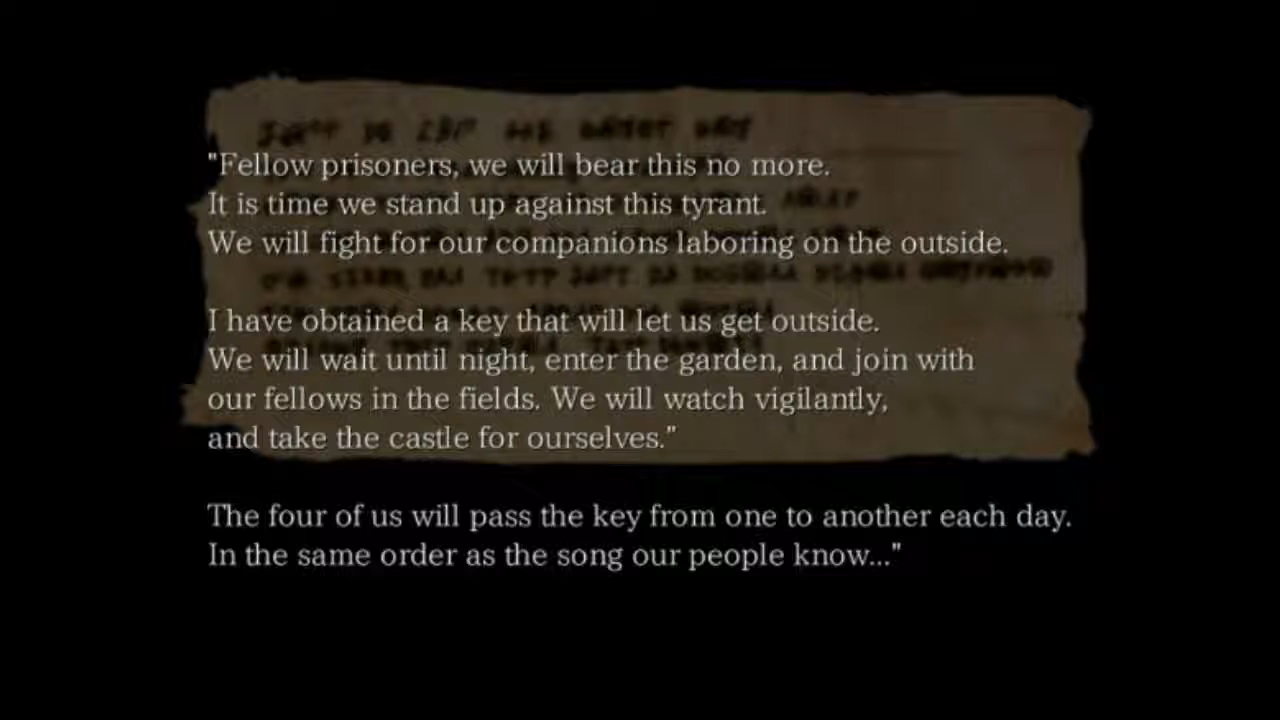 "Fellow prisoners, we will bear this no more.
It is time we stand up against this tyrant.
We will fight for our companions laboring on the outside.
I have obtained a key that will let us get outside.
We will wait until night, enter the garden, and join with
our fellows in the fields. We will watch vigilantly,
and take the castle for ourselves."
The four of us will pass the key from one to another each day.
In the same order as the song our people know..."